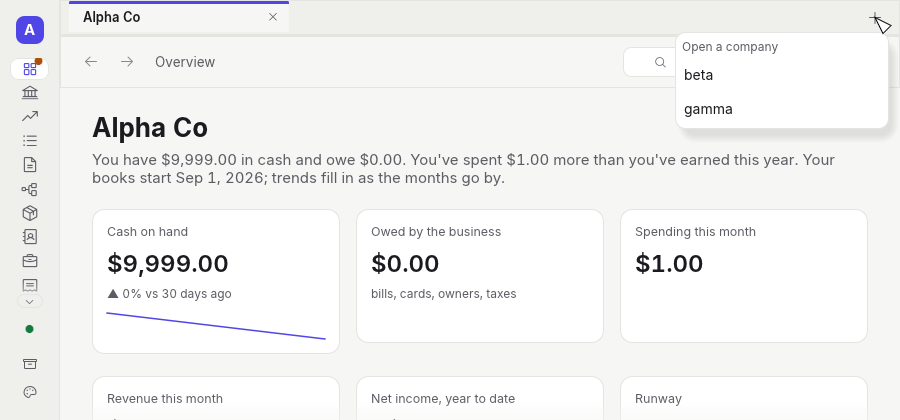 Alpha Co
A
Open a company
Overview
beta
gamma
Alpha Co
You have $9,999.00 in cash and owe $0.00. You've spent $1.00 more than you've earned this year. Your
books start Sep 1, 2026; trends fill in as the months go by.
Cash on hand
$9,999.00
▲ 0% vs 30 days ago
Owed by the business
$0.00
bills, cards, owners, taxes
Spending this month
$1.00
Revenue this month
Net income, year to date
Runway